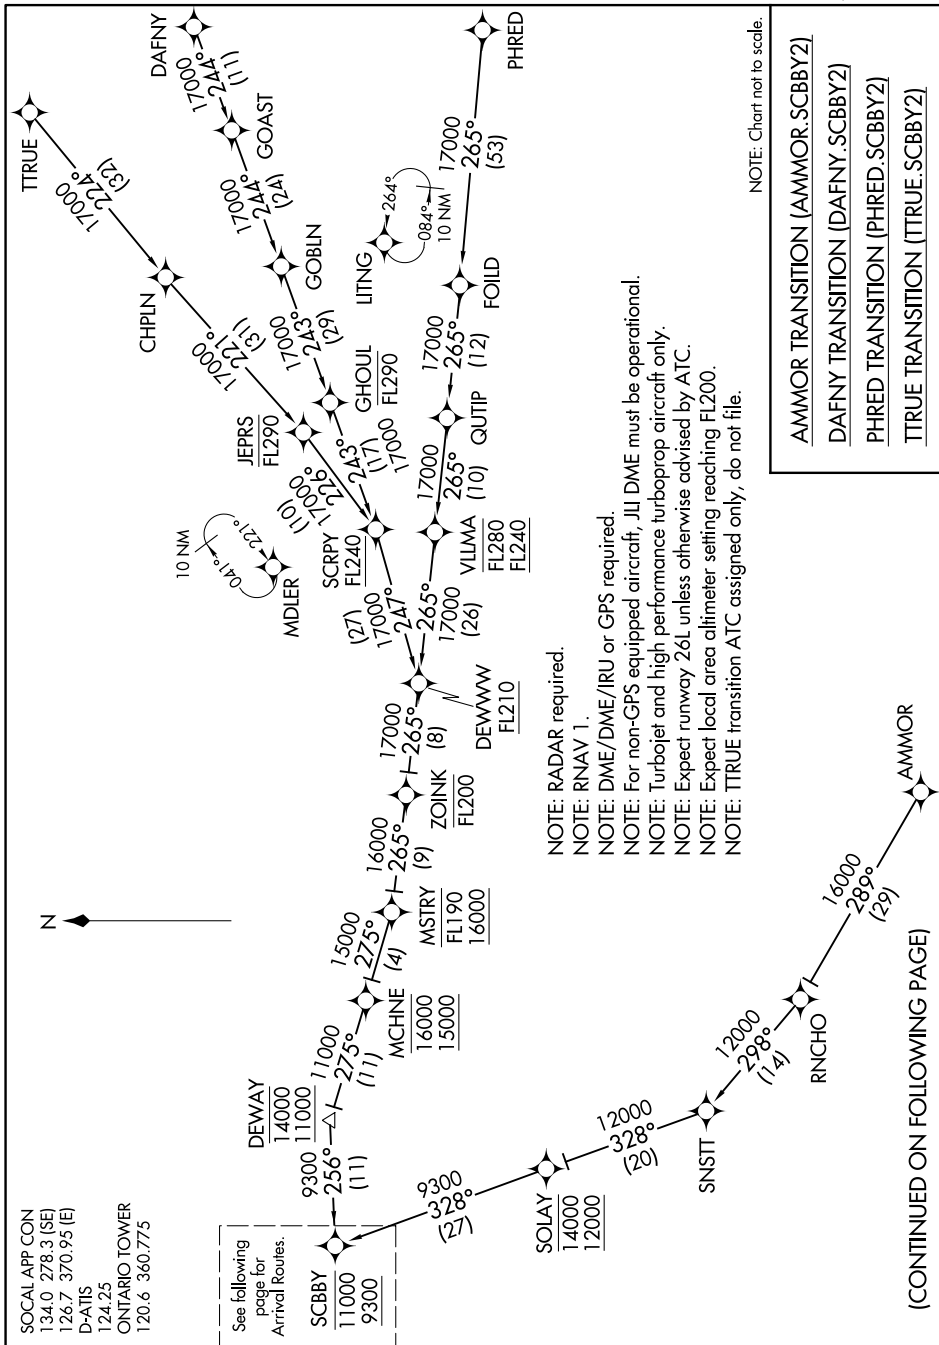 SOCAL APP CON
134.0 278.3 (SE)
126.7 370.95 (E)
D-ATIS
124.25
ONTARIO TOWER
120.6 360.775
N
TTRUE
17000
224°
(32)
CHPLN
17000
221°
(31)
JEPRS
FL290
17000
226°
(10)
DAFNY
17000
244°
(11)
GOAST
17000
244°
(24)
GOBLN
17000
243°
(29)
GHOUL
FL290
243°
(17)
17000
SCRPY
FL240
17000
247°
(27)
10 NM
041°
221°
MDLER
LITNG
264°
084°
10 NM
PHRED
17000
265°
(53)
FOILD
17000
265°
(12)
QUTIP
17000
265°
(10)
VLLMA
FL280
FL240
265°
17000
(26)
DEWWW
FL210
17000
265°
(8)
ZOINK
FL200
16000
265°
(9)
MSTRY
FL190
16000
15000
275°
(4)
MCHNE
16000
15000
11000
275°
(11)
DEWAY
14000
11000
9300
256°
(11)
See following
page for
Arrival Routes.
SCBBY
11000
9300
9300
328°
(27)
SOLAY
14000
12000
12000
328°
(20)
SNSTT
12000
298°
(14)
RNCHO
16000
289°
(29)
AMMOR
NOTE: RADAR required.
NOTE: RNAV 1.
NOTE: DME/DME/IRU or GPS required.
NOTE: For non-GPS equipped aircraft, JLI DME must be operational.
NOTE: Turbojet and high performance turboprop aircraft only.
NOTE: Expect runway 26L unless otherwise advised by ATC.
NOTE: Expect local area altimeter setting reaching FL200.
NOTE: TTRUE transition ATC assigned only, do not file.
NOTE: Chart not to scale.
AMMOR TRANSITION (AMMOR.SCBBY2)
DAFNY TRANSITION (DAFNY.SCBBY2)
PHRED TRANSITION (PHRED.SCBBY2)
TTRUE TRANSITION (TTRUE.SCBBY2)
(CONTINUED ON FOLLOWING PAGE)